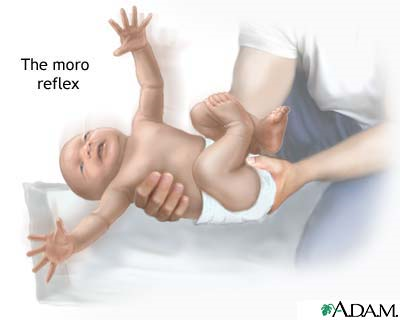 The moro
reflex
A.D.A.M.